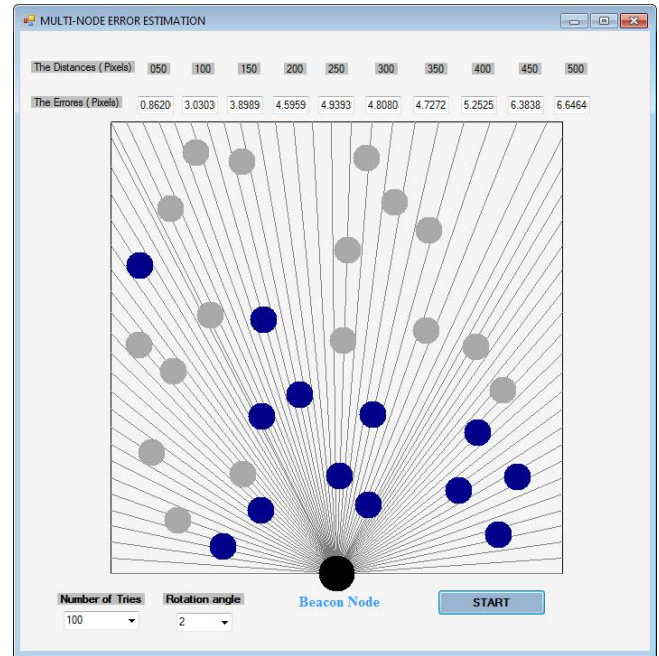 MULTI-NODE ERROR ESTIMATION
The Distances ( Pixels) 050 100 150 200 250 300 350 400 450 500
The Errores ( Pixels) 0.8620 3.0303 3.8989 4.5959 4.9393 4.8080 4.7272 5.2525 6.3838 6.6464
Number of Tries Rotation angle Beacon Node START
100 2